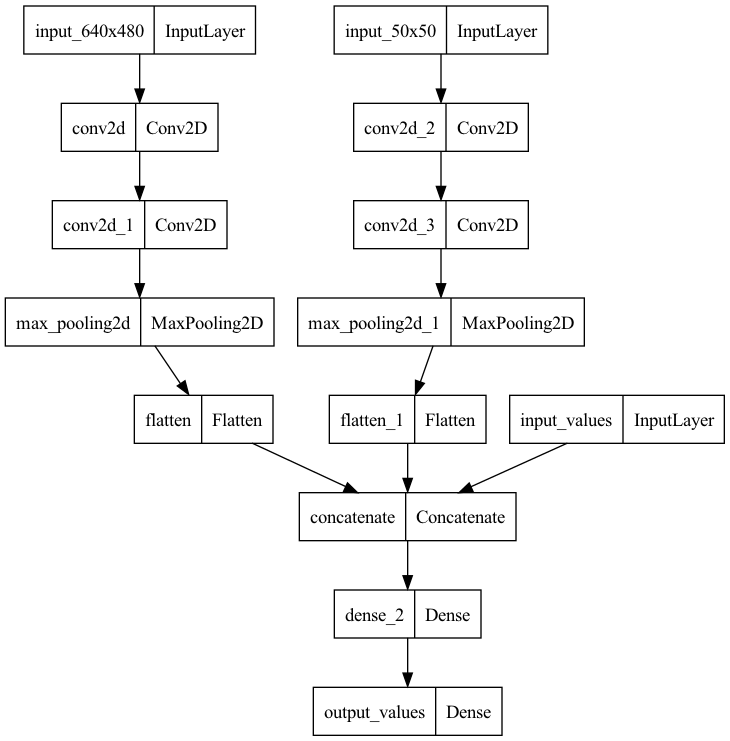 input_640x480 InputLayer input_50x50 InputLayer
conv2d Conv2D conv2d_2 Conv2D
conv2d_1 Conv2D conv2d_3 Conv2D
max_pooling2d MaxPooling2D max_pooling2d_1 MaxPooling2D
flatten Flatten flatten_1 Flatten input_values InputLayer
concatenate Concatenate
dense_2 Dense
output_values Dense